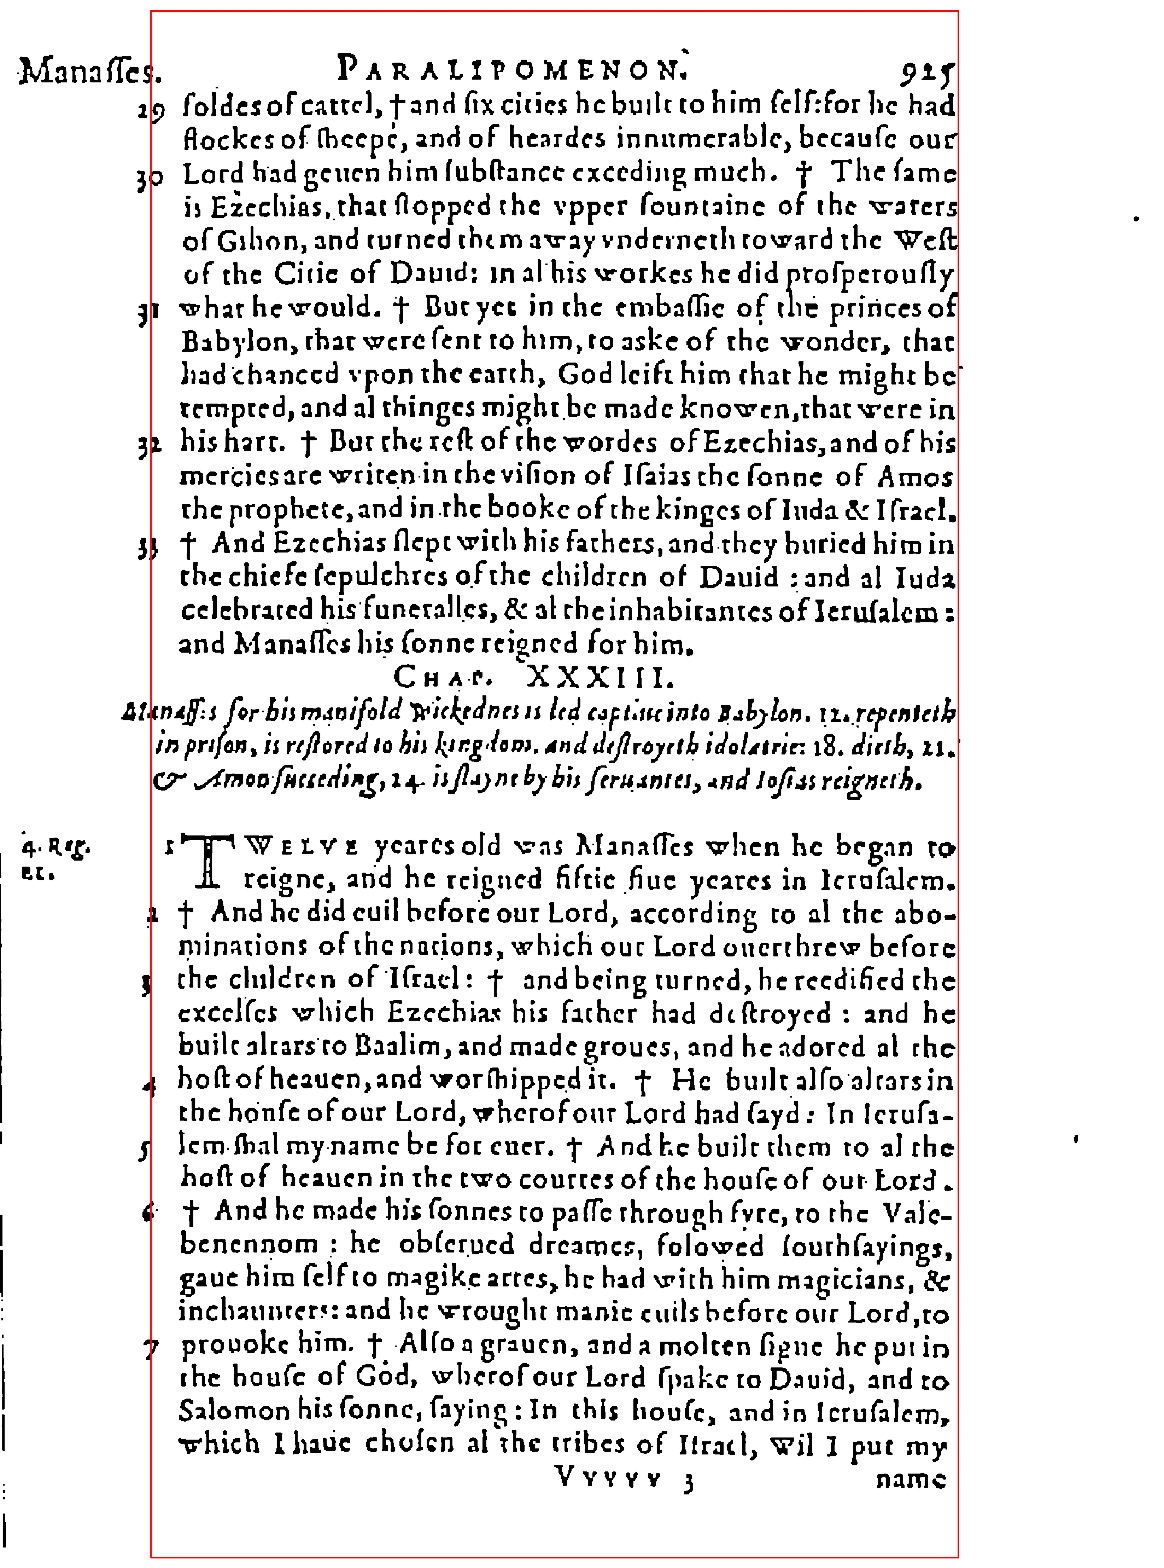 Manaſſes. PARALIPOMENON. 925
29 foldes of cattel, † and ſix cities he built to him ſelf: for he had
flockes of ſheepe, and of heardes innumerable, becauſe our
30 Lord had geuen him ſubſtance exceding much. † The ſame
is Ezechias, that ſtopped the vpper fountaine of the waters
of Gihon, and turned them away vnderneth toward the Weſt
of the Citie of Dauid: in al his workes he did proſperouſly
31 what he would. † But yet in the embaſſie of the princes of
Babylon, that were ſent to him, to aske of the wonder, that
had chanced vpon the earth, God leift him that he might be
tempted, and al thinges might be made knowen, that were in
32 his hart. † But the reſt of the wordes of Ezechias, and of his
mercies are writen in the viſion of Iſaias the ſonne of Amos
the prophete, and in the booke of the kinges of Iuda & Iſrael.
33 † And Ezechias ſlept with his fathers, and they buried him in
the chiefe ſepulchres of the children of Dauid : and al Iuda
celebrated his funeralles, & al the inhabitantes of Ieruſalem :
and Manaſſes his ſonne reigned for him.
CHAP. XXXIII.
Manaſſes for his manifold wickednes is led captiue into Babylon. 12. repenteth
in priſon, is reſtored to his kingdom, and deſtroyeth idolatrie: 18. dieth, 21.
& Amon ſucceding, 24. is ſlayne by his ſeruantes, and Ioſias reigneth.
4. Reg.
21.
1 TWELVE yeares old was Manaſſes when he began to
reigne, and he reigned fiftie fiue yeares in Ieruſalem.
2 † And he did euil before our Lord, according to al the abo-
minations of the nations, which our Lord ouerthrew before
3 the children of Iſrael: † and being turned, he reedified the
excelſes which Ezechias his father had deſtroyed : and he
built altars to Baalim, and made groues, and he adored al the
4 hoſt of heauen, and worſhipped it. † He built alſo altars in
the houſe of our Lord, wherof our Lord had ſayd: In Ieruſa-
5 lem ſhal my name be for euer. † And he built them to al the
hoſt of heauen in the two courtes of the houſe of our Lord.
6 † And he made his ſonnes to paſſe through fyre, to the Vale-
benennom : he obſerued dreames, folowed ſouthſayings,
gaue him ſelf to magike artes, he had with him magicians, &
inchaunters: and he wrought manie euils before our Lord, to
7 prouoke him. † Alſo a grauen, and a molten ſigne he put in
the houſe of God, wherof our Lord ſpake to Dauid, and to
Salomon his ſonne, ſaying: In this houſe, and in Ieruſalem,
which I haue choſen al the tribes of Iſrael, wil I put my
Vvvvv 3 name